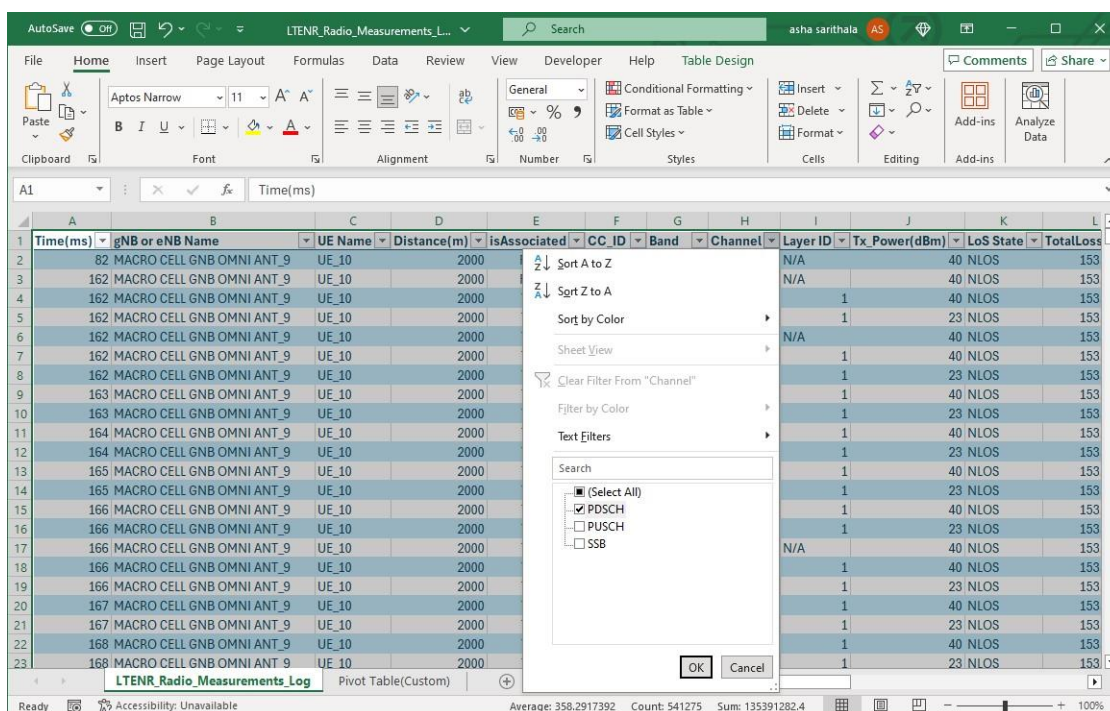 AutoSave Off LTENR_Radio_Measurements_L... Search asha sarithala AS
File Home Insert Page Layout Formulas Data Review View Developer Help Table Design Comments Share
Paste Aptos Narrow 11 A^ A˅ ab General Conditional Formatting Insert Σ
B I U A % 9 Format as Table Delete Add-ins Analyze Data
Cell Styles Format
Clipboard Font Alignment Number Styles Cells Editing Add-ins
A1 fx Time(ms)
A B C D E F G H I J K L
1 Time(ms) gNB or eNB Name UE Name Distance(m) isAssociated CC_ID Band Channel Layer ID Tx_Power(dBm) LoS State TotalLoss
2 82 MACRO CELL GNB OMNI ANT_9 UE_10 2000 N/A 40 NLOS 153
3 162 MACRO CELL GNB OMNI ANT_9 UE_10 2000 N/A 40 NLOS 153
4 162 MACRO CELL GNB OMNI ANT_9 UE_10 2000 1 40 NLOS 153
5 162 MACRO CELL GNB OMNI ANT_9 UE_10 2000 1 23 NLOS 153
6 162 MACRO CELL GNB OMNI ANT_9 UE_10 2000 N/A 40 NLOS 153
7 162 MACRO CELL GNB OMNI ANT_9 UE_10 2000 1 40 NLOS 153
8 162 MACRO CELL GNB OMNI ANT_9 UE_10 2000 1 23 NLOS 153
9 163 MACRO CELL GNB OMNI ANT_9 UE_10 2000 1 40 NLOS 153
10 163 MACRO CELL GNB OMNI ANT_9 UE_10 2000 1 23 NLOS 153
11 164 MACRO CELL GNB OMNI ANT_9 UE_10 2000 1 40 NLOS 153
12 164 MACRO CELL GNB OMNI ANT_9 UE_10 2000 1 23 NLOS 153
13 165 MACRO CELL GNB OMNI ANT_9 UE_10 2000 1 40 NLOS 153
14 165 MACRO CELL GNB OMNI ANT_9 UE_10 2000 1 23 NLOS 153
15 166 MACRO CELL GNB OMNI ANT_9 UE_10 2000 1 40 NLOS 153
16 166 MACRO CELL GNB OMNI ANT_9 UE_10 2000 1 23 NLOS 153
17 166 MACRO CELL GNB OMNI ANT_9 UE_10 2000 N/A 40 NLOS 153
18 166 MACRO CELL GNB OMNI ANT_9 UE_10 2000 1 40 NLOS 153
19 166 MACRO CELL GNB OMNI ANT_9 UE_10 2000 1 23 NLOS 153
20 167 MACRO CELL GNB OMNI ANT_9 UE_10 2000 1 40 NLOS 153
21 167 MACRO CELL GNB OMNI ANT_9 UE_10 2000 1 23 NLOS 153
22 168 MACRO CELL GNB OMNI ANT_9 UE_10 2000 1 40 NLOS 153
23 168 MACRO CELL GNB OMNI ANT_9 UE_10 2000 1 23 NLOS 153
Sort A to Z
Sort Z to A
Sort by Color
Sheet View
Clear Filter From "Channel"
Filter by Color
Text Filters
Search
(Select All)
PDSCH
PUSCH
SSB
OK Cancel
LTENR_Radio_Measurements_Log Pivot Table(Custom)
Ready Accessibility: Unavailable Average: 358.2917392 Count: 541275 Sum: 135391282.4 100%